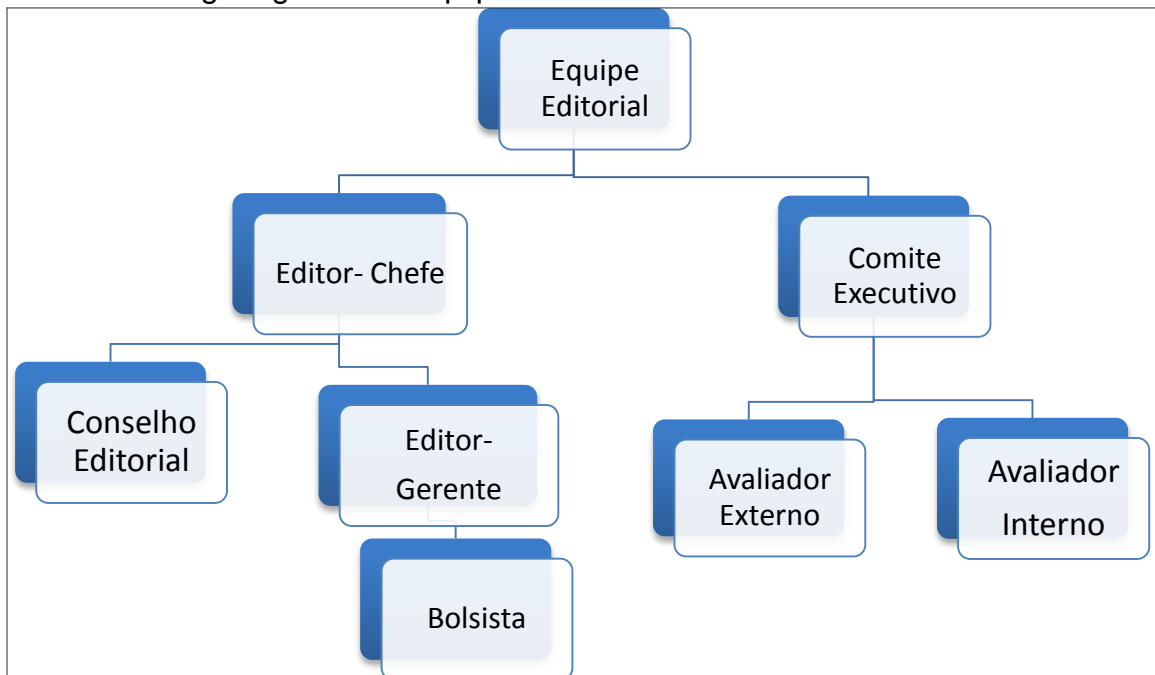 Equipe
Editorial
Editor- Chefe
Comite
Executivo
Conselho
Editorial
Editor-
Gerente
Avaliador
Externo
Avaliador
Interno
Bolsista